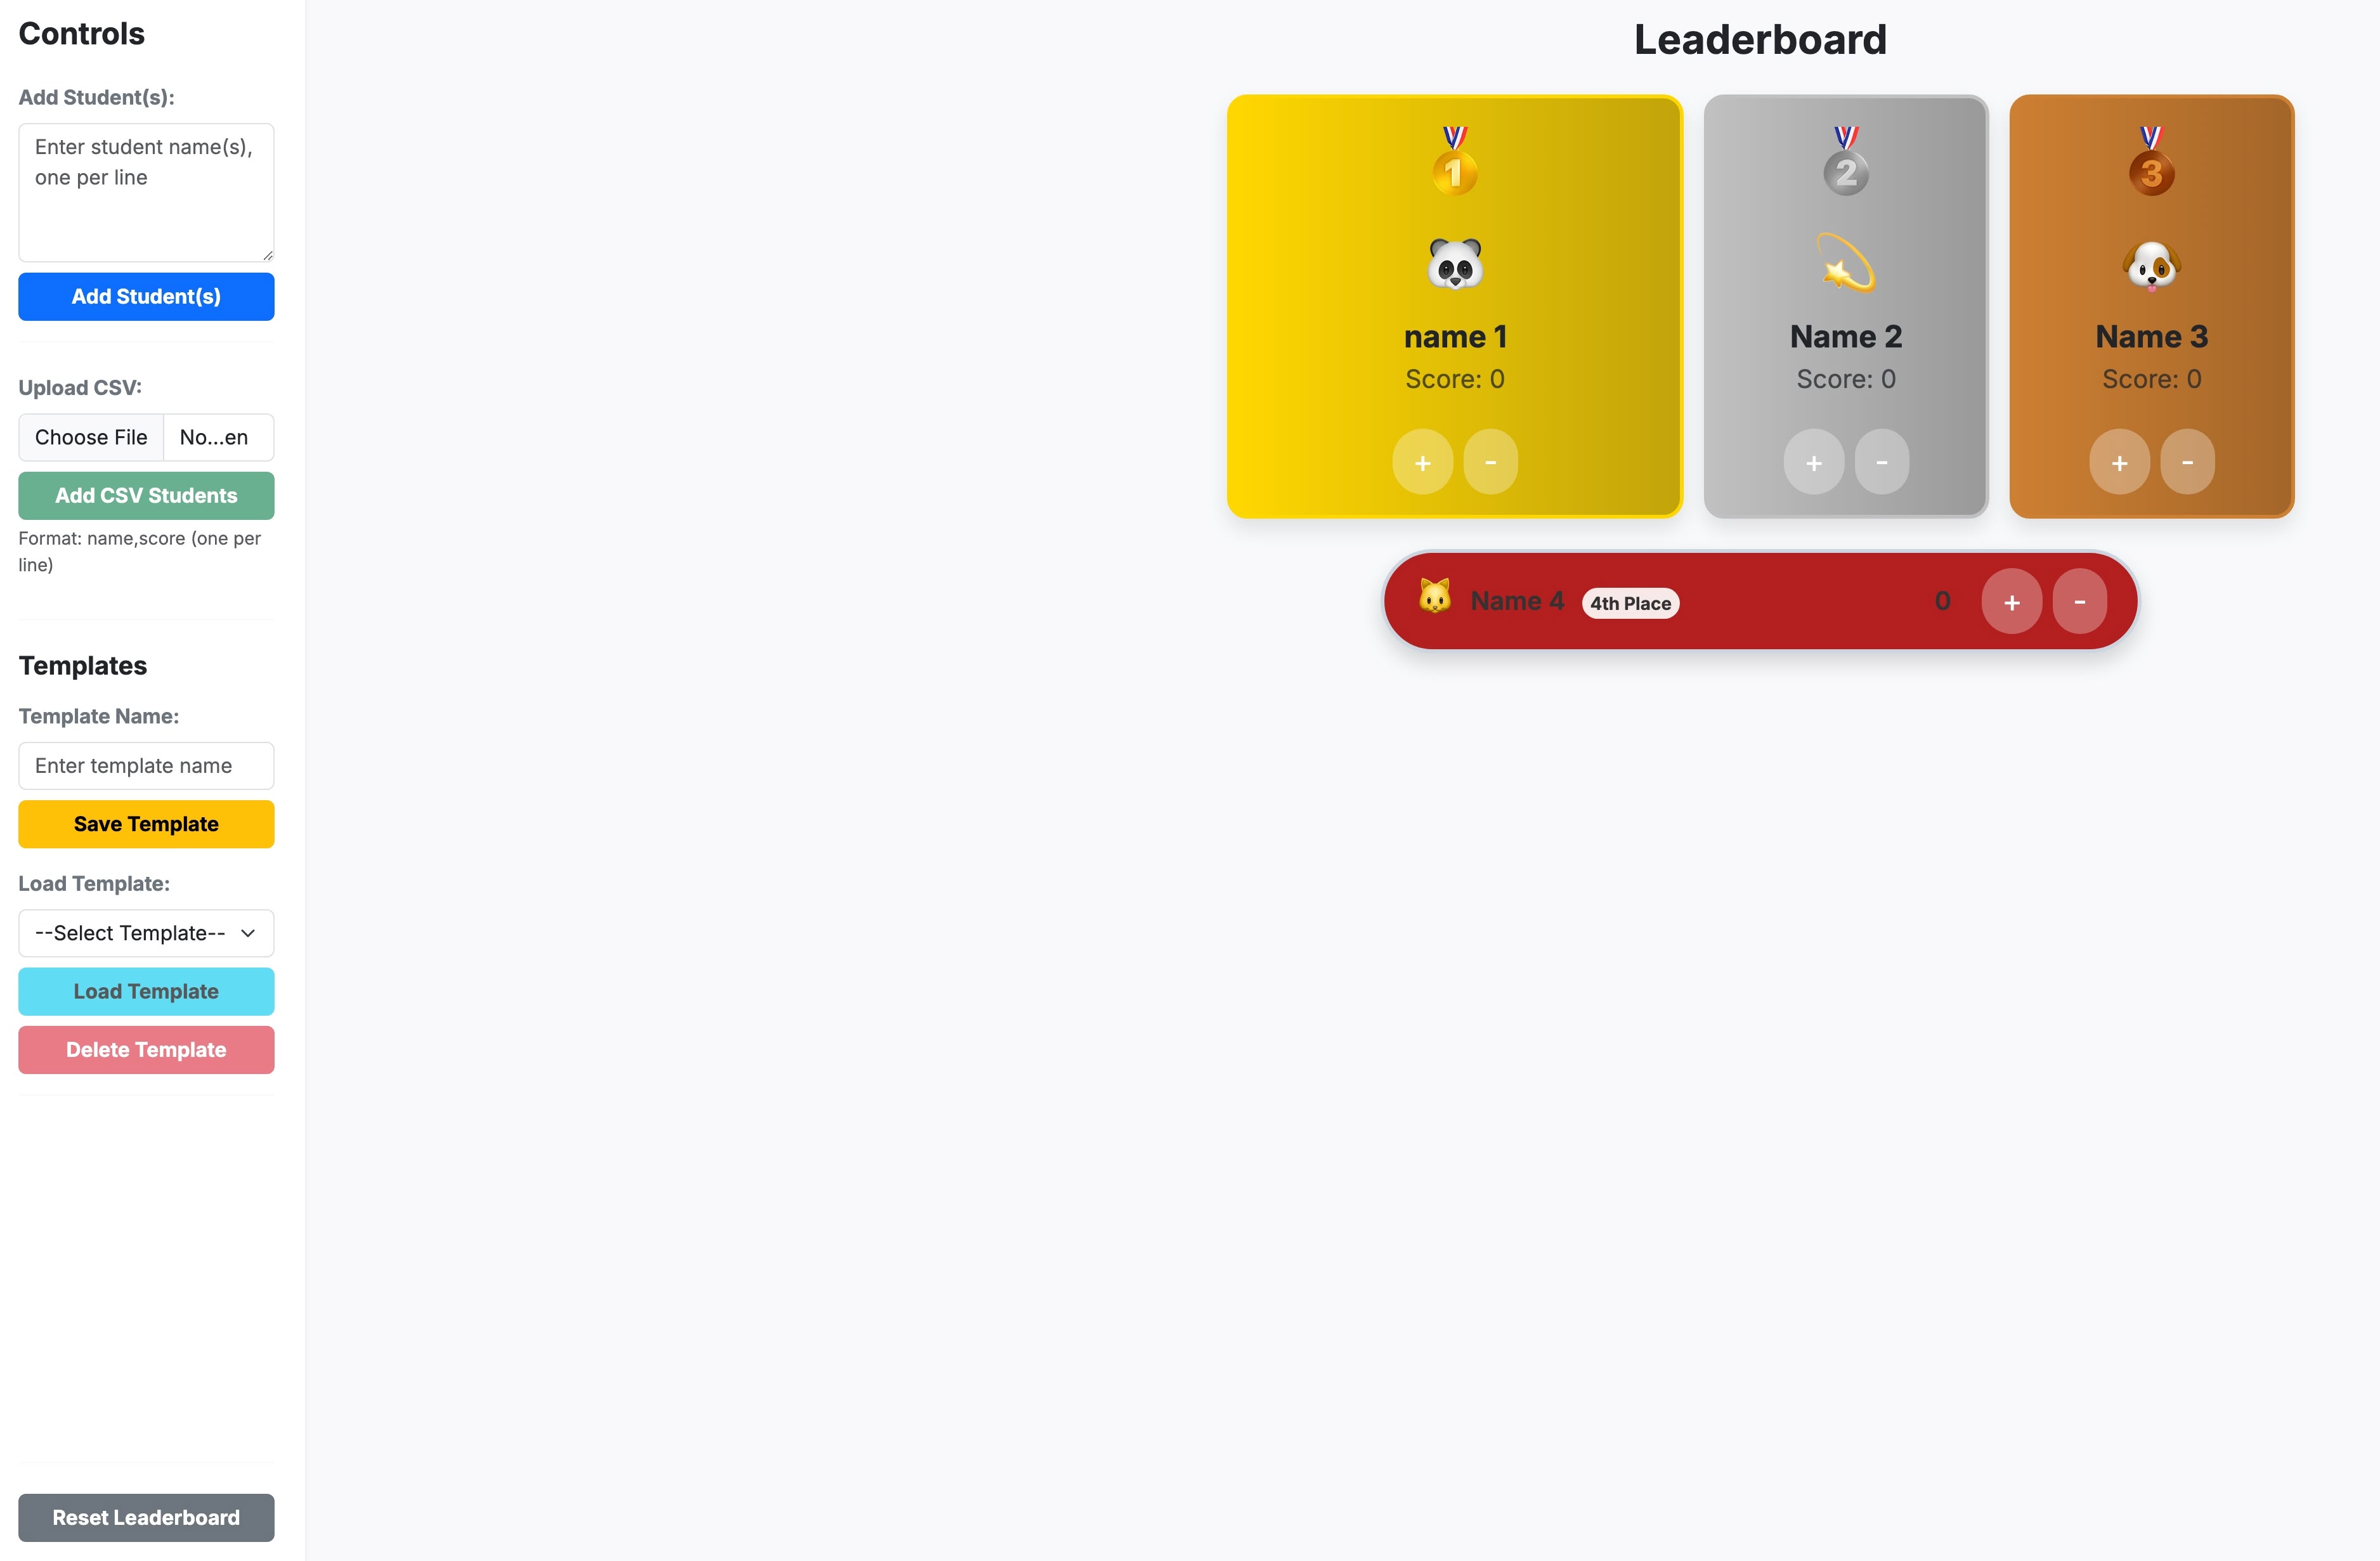 Controls
Add Student(s):
Enter student name(s),
one per line
Add Student(s)
Upload CSV:
Choose File No...en
Add CSV Students
Format: name,score (one per
line)
Templates
Template Name:
Enter template name
Save Template
Load Template:
--Select Template--
Load Template
Delete Template
Reset Leaderboard
Leaderboard
1
name 1
Score: 0
+ -
2
Name 2
Score: 0
+ -
3
Name 3
Score: 0
+ -
Name 4 4th Place 0 + -